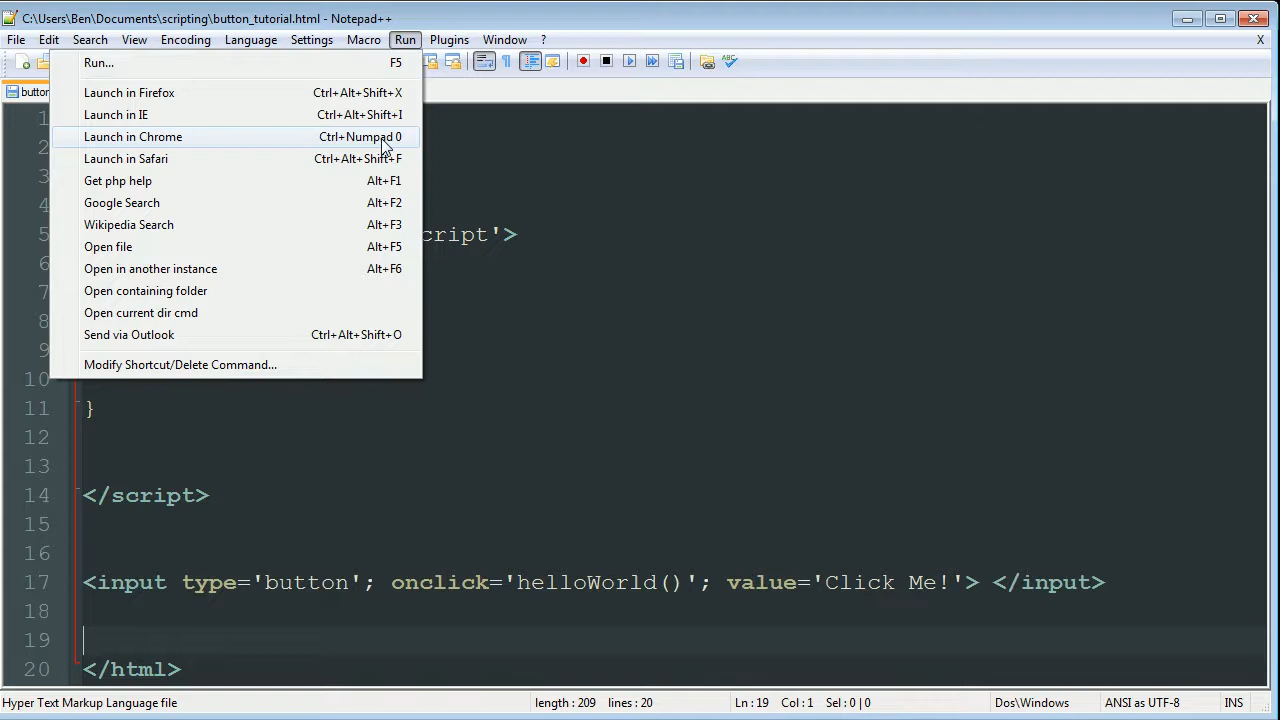 C:\Users\Ben\Documents\scripting\button_tutorial.html - Notepad++
File Edit Search View Encoding Language Settings Macro Run Plugins Window ? X
Run... F5
button
Launch in Firefox Ctrl+Alt+Shift+X
Launch in IE Ctrl+Alt+Shift+I
Launch in Chrome Ctrl+Numpad 0
Launch in Safari Ctrl+Alt+Shift+F
Get php help Alt+F1
Google Search Alt+F2
Wikipedia Search Alt+F3
Open file Alt+F5
Open in another instance Alt+F6
Open containing folder
Open current dir cmd
Send via Outlook Ctrl+Alt+Shift+O
Modify Shortcut/Delete Command...
1
2
3
4
5 cript'>
6
7
8
9
10
11 }
12
13
14 </script>
15
16
17 <input type='button'; onclick='helloWorld()'; value='Click Me!'> </input>
18
19
20 </html>
Hyper Text Markup Language file length : 209 lines : 20 Ln : 19 Col : 1 Sel : 0 | 0 Dos\Windows ANSI as UTF-8 INS